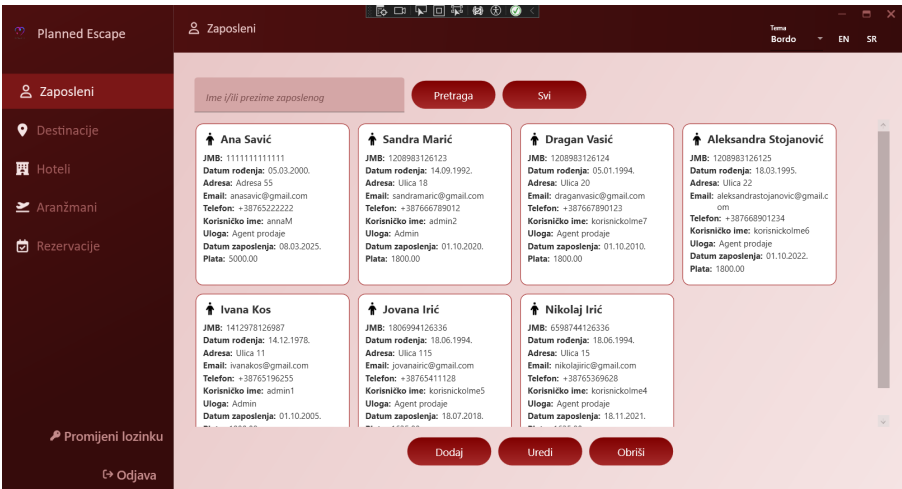 Planned Escape
Zaposleni
Tema
Bordo
EN
SR
Zaposleni
Destinacije
Hoteli
Aranžmani
Rezervacije
Promijeni lozinku
Odjava
Ime i/ili prezime zaposlenog
Pretraga
Svi
Ana Savić
JMB: 1111111111111
Datum rođenja: 05.03.2000.
Adresa: Adresa 55
Email: anasavic@gmail.com
Telefon: +38765222222
Korisničko ime: annaM
Uloga: Agent prodaje
Datum zaposlenja: 08.03.2025.
Plata: 5000.00
Sandra Marić
JMB: 1208983126123
Datum rođenja: 14.09.1992.
Adresa: Ulica 18
Email: sandramaric@gmail.com
Telefon: +387666789012
Korisničko ime: admin2
Uloga: Admin
Datum zaposlenja: 01.10.2020.
Plata: 1800.00
Dragan Vasić
JMB: 1208983126124
Datum rođenja: 05.01.1994.
Adresa: Ulica 20
Email: draganvasic@gmail.com
Telefon: +387667890123
Korisničko ime: korisnickoIme7
Uloga: Agent prodaje
Datum zaposlenja: 01.10.2010.
Plata: 1800.00
Aleksandra Stojanović
JMB: 1208983126125
Datum rođenja: 18.03.1995.
Adresa: Ulica 22
Email: aleksandrastojanovic@gmail.c
om
Telefon: +387668901234
Korisničko ime: korisnickoIme6
Uloga: Agent prodaje
Datum zaposlenja: 01.10.2022.
Plata: 1800.00
Ivana Kos
JMB: 1412978126987
Datum rođenja: 14.12.1978.
Adresa: Ulica 11
Email: ivanakos@gmail.com
Telefon: +38765196255
Korisničko ime: admin1
Uloga: Admin
Datum zaposlenja: 01.10.2005.
Jovana Irić
JMB: 1806994126336
Datum rođenja: 18.06.1994.
Adresa: Ulica 115
Email: jovanairic@gmail.com
Telefon: +38765411128
Korisničko ime: korisnickoIme5
Uloga: Agent prodaje
Datum zaposlenja: 18.07.2018.
Nikolaj Irić
JMB: 6598744126336
Datum rođenja: 18.06.1994.
Adresa: Ulica 15
Email: nikolajiric@gmail.com
Telefon: +38765369628
Korisničko ime: korisnickoIme4
Uloga: Agent prodaje
Datum zaposlenja: 18.11.2021.
Dodaj
Uredi
Obriši